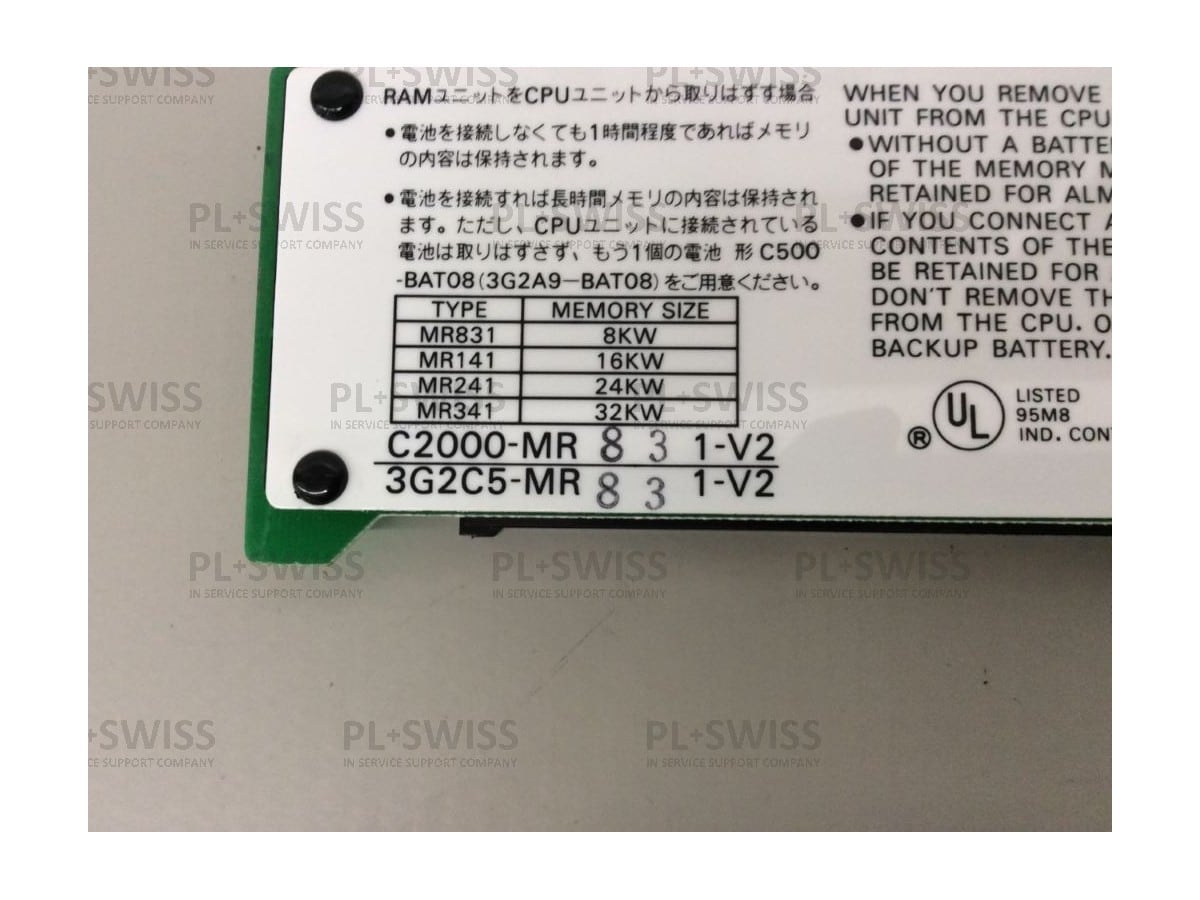 RAMユニットをCPUユニットから取りはずす場合
●電池を接続しなくても1時間程度であればメモリ
の内容は保持されます。
●電池を接続すれば長時間メモリの内容は保持され
ます。ただし、CPUユニットに接続されている
電池は取りはずさず、もう1個の電池 形C500
-BAT08(3G2A9-BAT08)をご用意ください。
TYPE MEMORY SIZE
MR831 8KW
MR141 16KW
MR241 24KW
MR341 32KW
C2000-MR 83 1-V2
3G2C5-MR 83 1-V2
WHEN YOU REMOVE
UNIT FROM THE CPU
●WITHOUT A BATTE
OF THE MEMORY M
RETAINED FOR ALM
●IF YOU CONNECT A
CONTENTS OF THE
BE RETAINED FOR
DON'T REMOVE TH
FROM THE CPU. O
BACKUP BATTERY.
UL ® LISTED
95M8
IND. CONT
PL+SWISS
IN SERVICE SUPPORT COMPANY